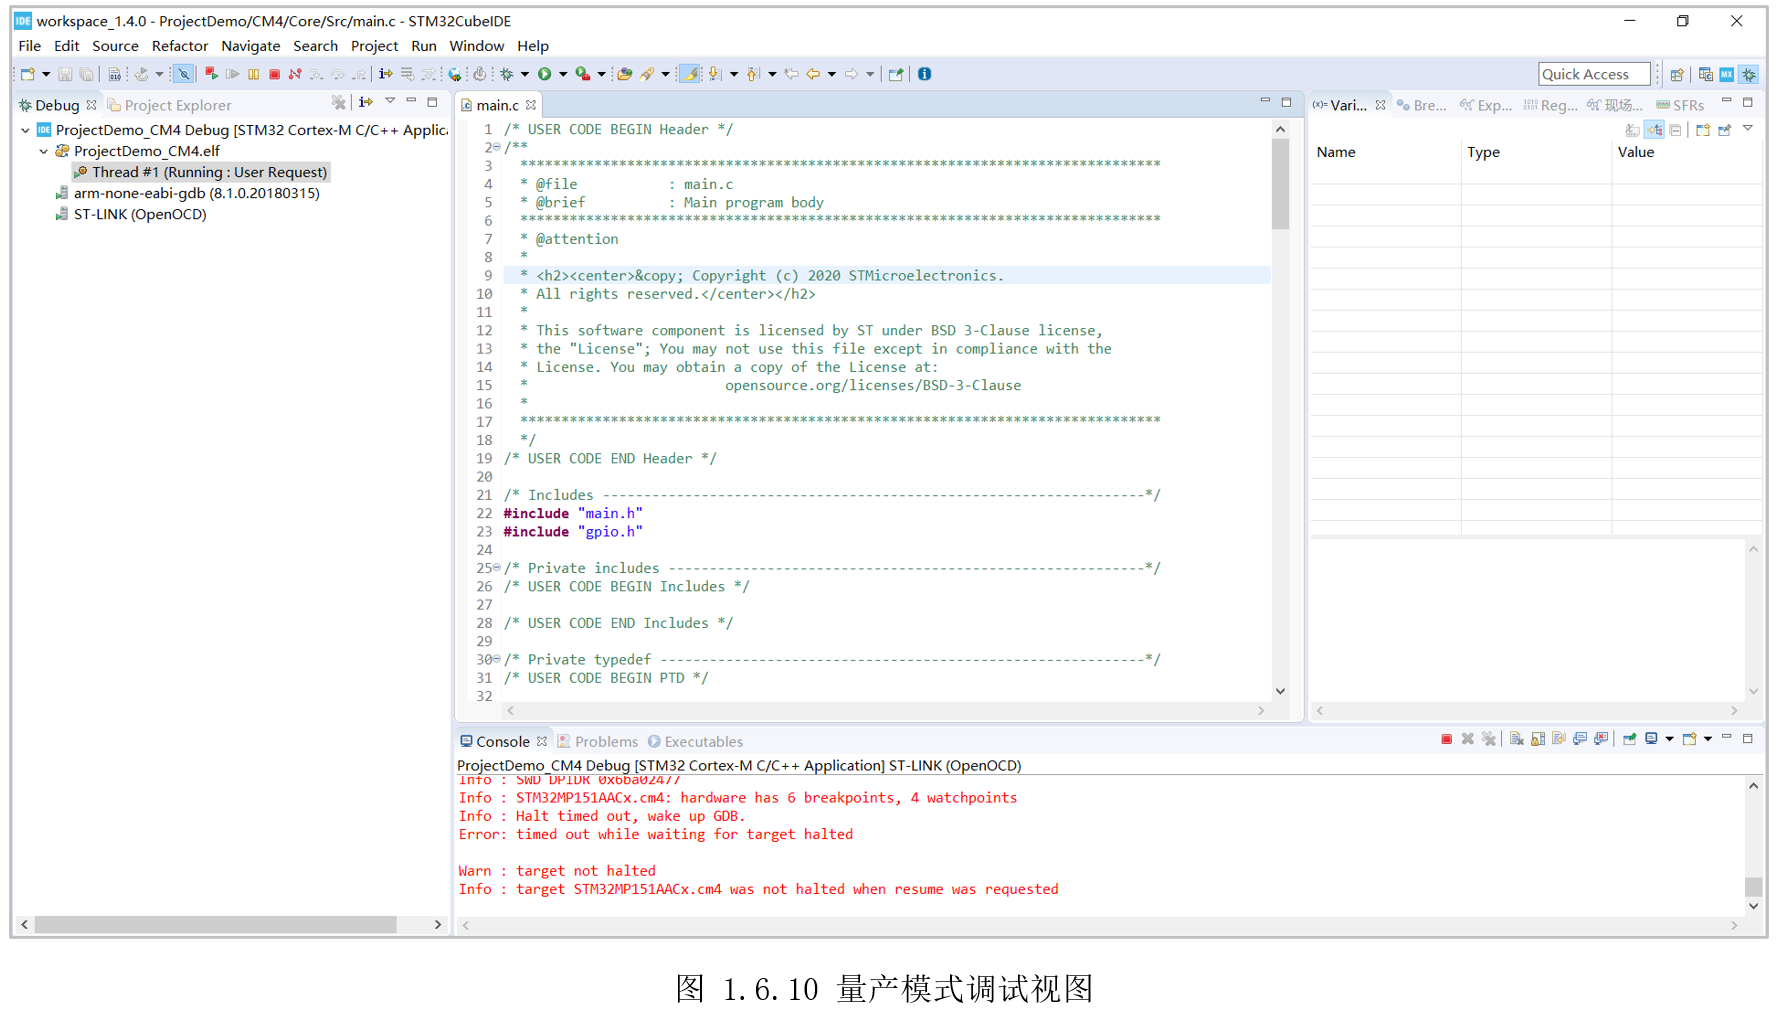 workspace_1.4.0 - ProjectDemo/CM4/Core/Src/main.c - STM32CubeIDE
File Edit Source Refactor Navigate Search Project Run Window Help
Quick Access
Debug Project Explorer
ProjectDemo_CM4 Debug [STM32 Cortex-M C/C++ Applica
ProjectDemo_CM4.elf
Thread #1 (Running : User Request)
arm-none-eabi-gdb (8.1.0.20180315)
ST-LINK (OpenOCD)
main.c
1 /* USER CODE BEGIN Header */
2 /**
3   ******************************************************************************
4   * @file           : main.c
5   * @brief          : Main program body
6   ******************************************************************************
7   * @attention
8   *
9   * <h2><center>&copy; Copyright (c) 2020 STMicroelectronics.
10   * All rights reserved.</center></h2>
11   *
12   * This software component is licensed by ST under BSD 3-Clause license,
13   * the "License"; You may not use this file except in compliance with the
14   * License. You may obtain a copy of the License at:
15   *                        opensource.org/licenses/BSD-3-Clause
16   *
17   ******************************************************************************
18   */
19 /* USER CODE END Header */
20
21 /* Includes ------------------------------------------------------------------*/
22 #include "main.h"
23 #include "gpio.h"
24
25 /* Private includes ----------------------------------------------------------*/
26 /* USER CODE BEGIN Includes */
27
28 /* USER CODE END Includes */
29
30 /* Private typedef -----------------------------------------------------------*/
31 /* USER CODE BEGIN PTD */
32
(x)= Vari... Bre... Exp... Reg... 现场... SFRs
Name Type Value
Console Problems Executables
ProjectDemo_CM4 Debug [STM32 Cortex-M C/C++ Application] ST-LINK (OpenOCD)
Info : SWD DPIDR 0x6ba02477
Info : STM32MP151AACx.cm4: hardware has 6 breakpoints, 4 watchpoints
Info : Halt timed out, wake up GDB.
Error: timed out while waiting for target halted
Warn : target not halted
Info : target STM32MP151AACx.cm4 was not halted when resume was requested
图 1.6.10 量产模式调试视图